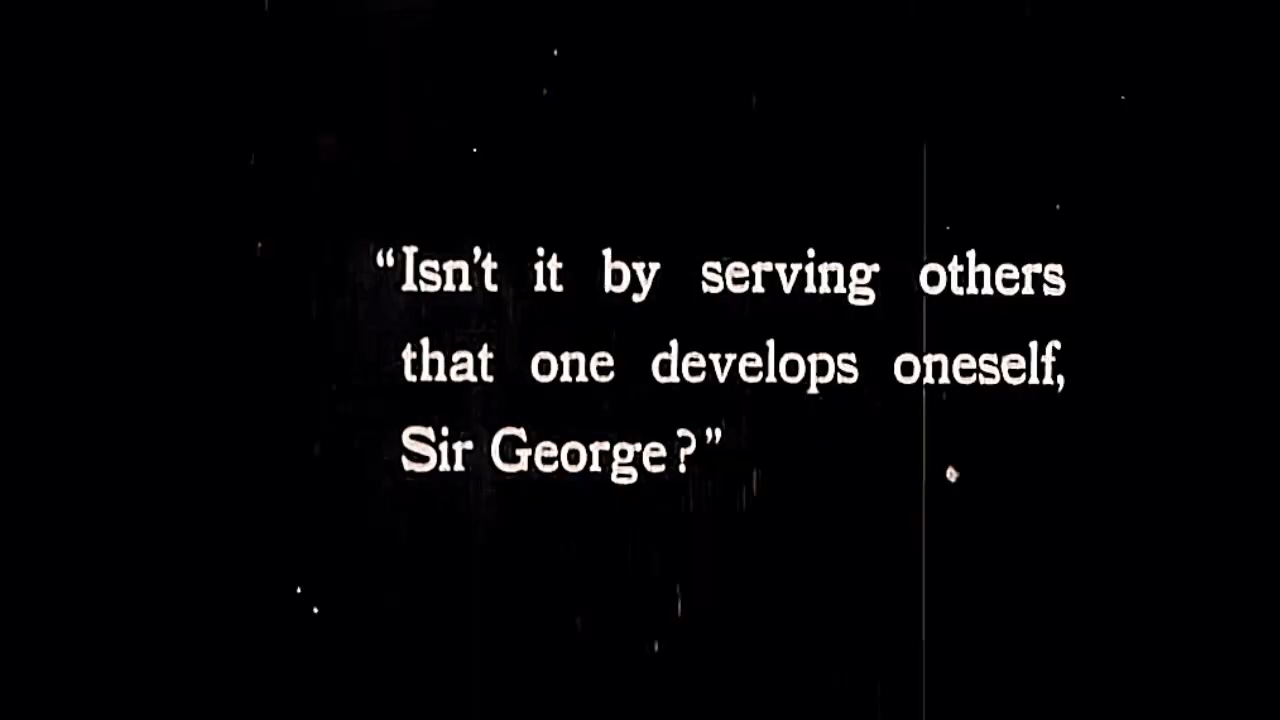 “Isn't it by serving others
that one develops oneself,
Sir George?”